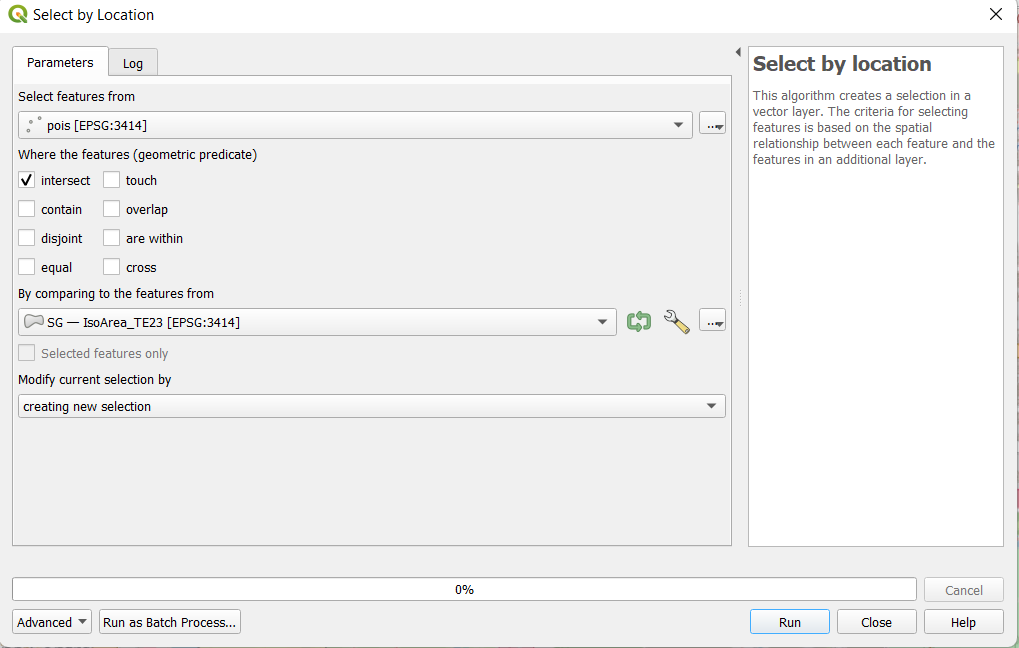 Select by Location
Parameters
Log
Select features from
pois [EPSG:3414]
...
Where the features (geometric predicate)
intersect
touch
contain
overlap
disjoint
are within
equal
cross
By comparing to the features from
SG — IsoArea_TE23 [EPSG:3414]
...
Selected features only
Modify current selection by
creating new selection
Select by location
This algorithm creates a selection in a
vector layer. The criteria for selecting
features is based on the spatial
relationship between each feature and the
features in an additional layer.
0%
Cancel
Advanced
Run as Batch Process...
Run
Close
Help